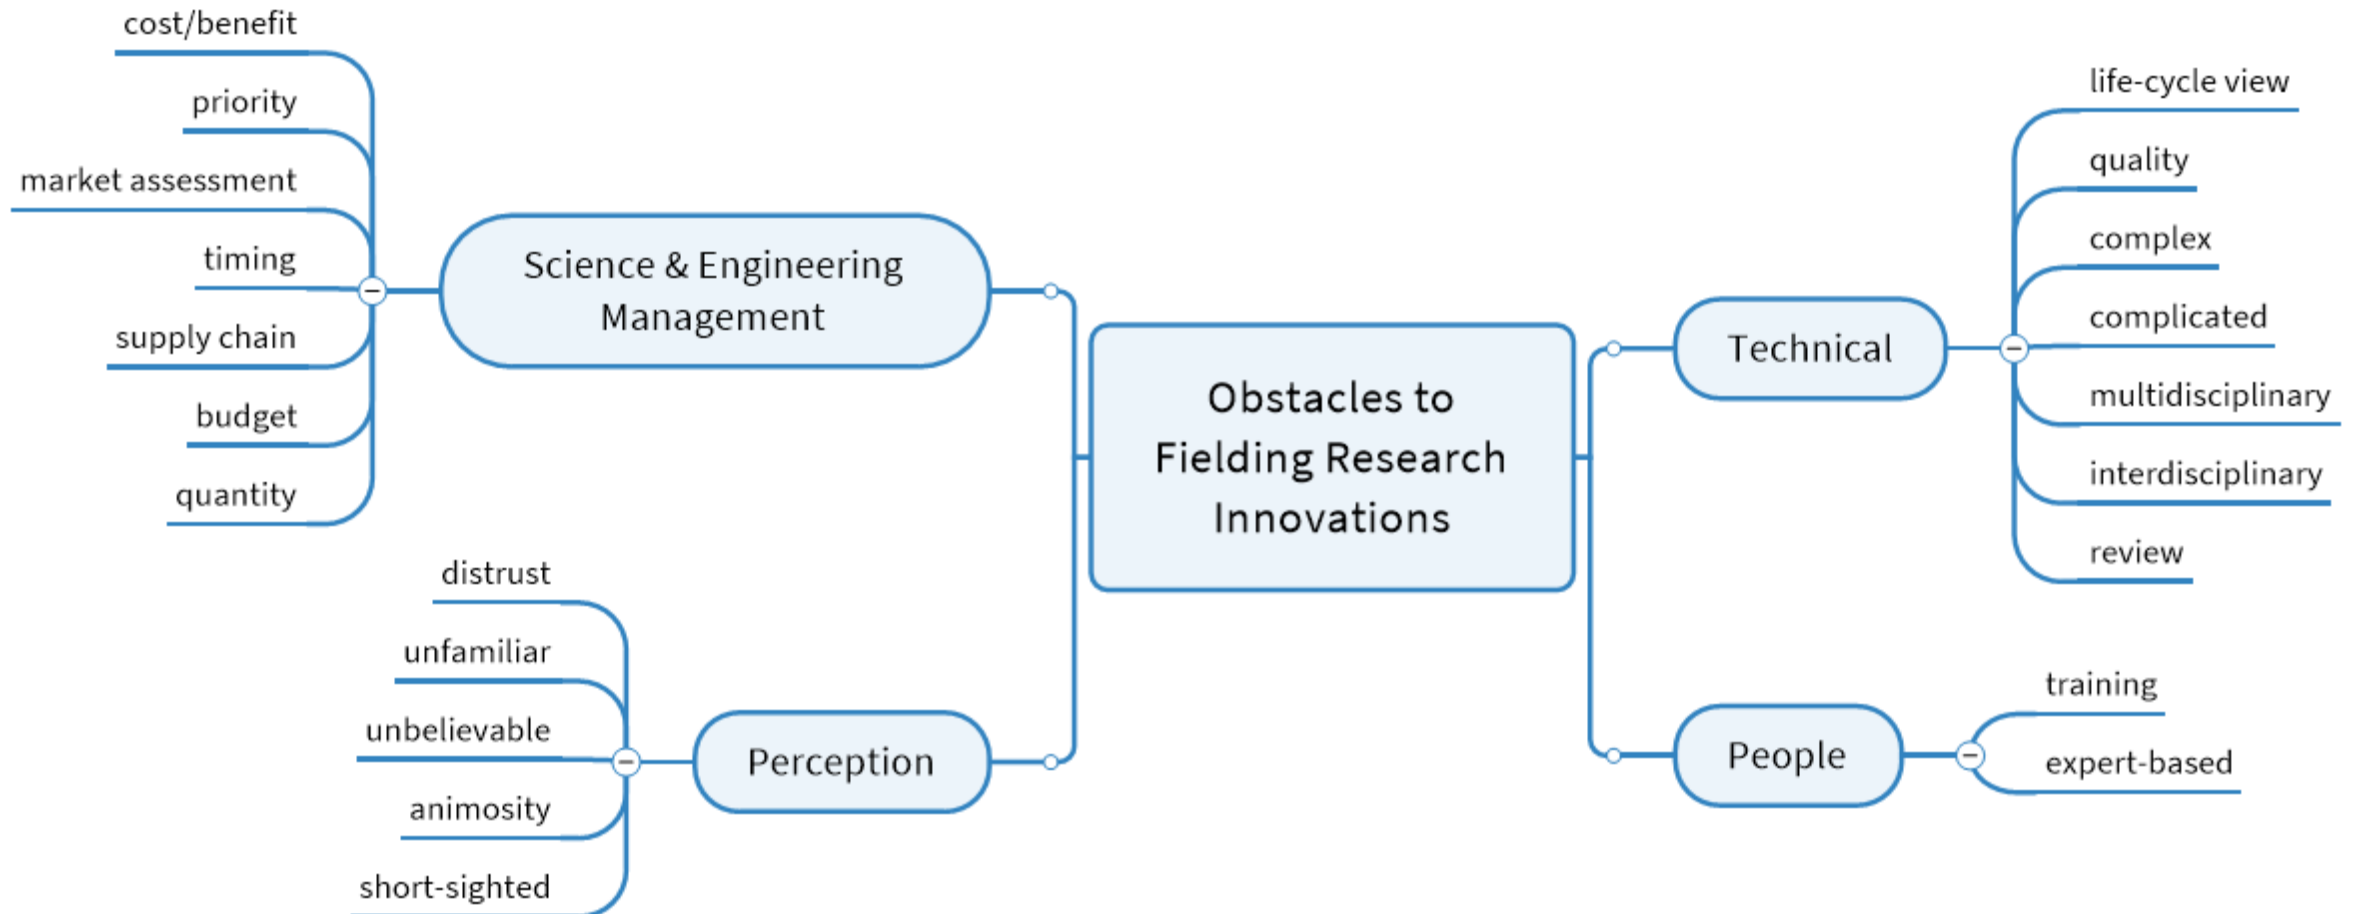 cost/benefit
priority
market assessment
timing
supply chain
budget
quantity
Science & Engineering
Management
distrust
unfamiliar
unbelievable
animosity
short-sighted
Perception
Obstacles to
Fielding Research
Innovations
Technical
life-cycle view
quality
complex
complicated
multidisciplinary
interdisciplinary
review
People
training
expert-based